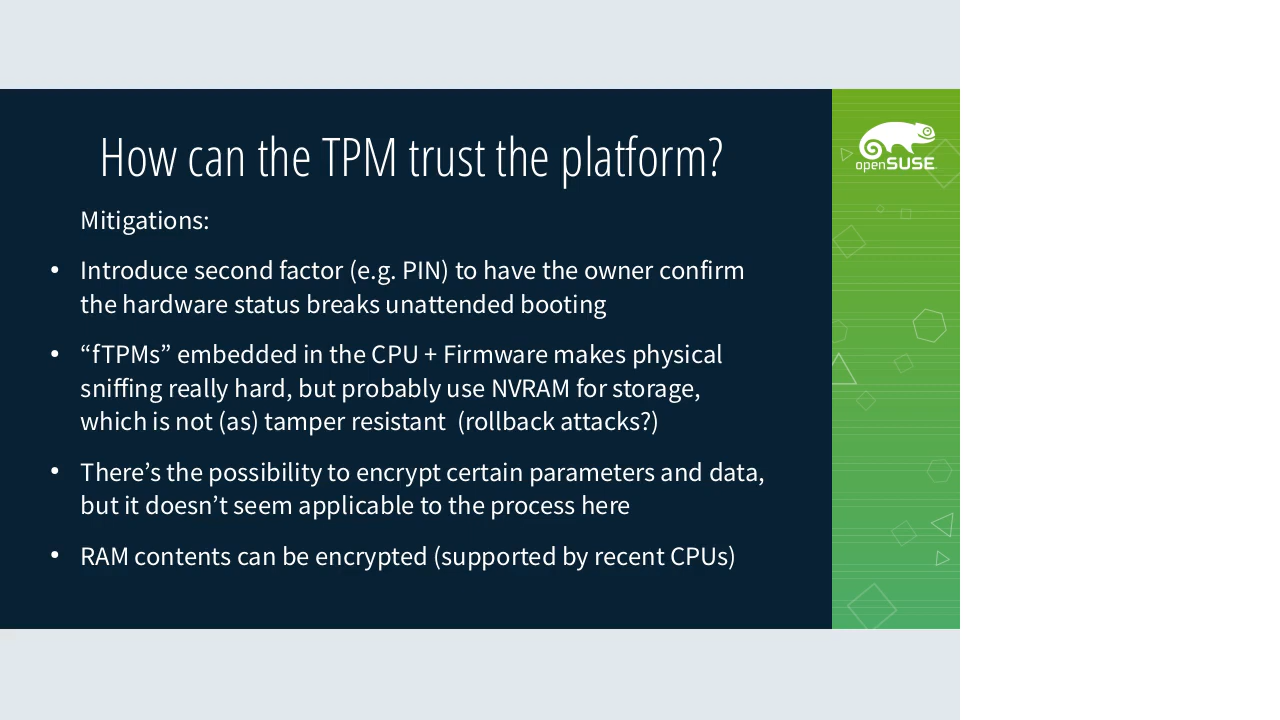 How can the TPM trust the platform?
openSUSE
Mitigations:
• Introduce second factor (e.g. PIN) to have the owner confirm
the hardware status breaks unattended booting
• “fTPMs” embedded in the CPU + Firmware makes physical
sniffing really hard, but probably use NVRAM for storage,
which is not (as) tamper resistant  (rollback attacks?)
• There’s the possibility to encrypt certain parameters and data,
but it doesn’t seem applicable to the process here
• RAM contents can be encrypted (supported by recent CPUs)